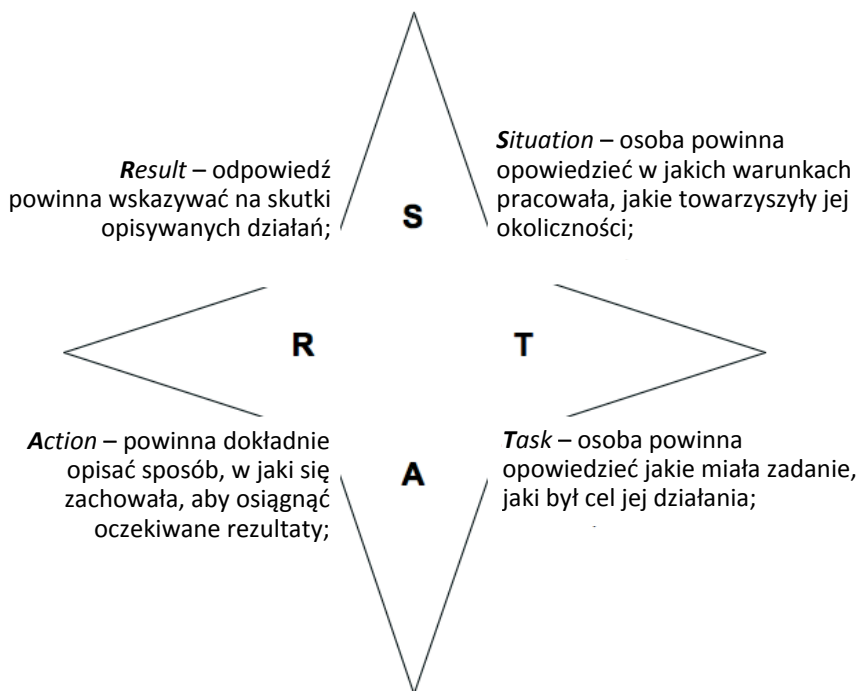 Result – odpowiedź
powinna wskazywać na skutki
opisywanych działań;
Situation – osoba powinna
opowiedzieć w jakich warunkach
pracowała, jakie towarzyszyły jej
okoliczności;
S
R
T
A
Action – powinna dokładnie
opisać sposób, w jaki się
zachowała, aby osiągnąć
oczekiwane rezultaty;
Task – osoba powinna
opowiedzieć jakie miała zadanie,
jaki był cel jej działania;